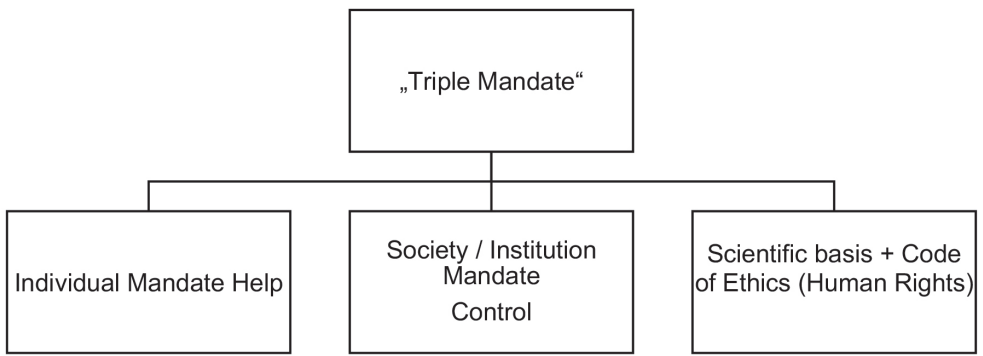 „Triple Mandate“
Individual Mandate Help
Society / Institution
Mandate
Control
Scientific basis + Code
of Ethics (Human Rights)